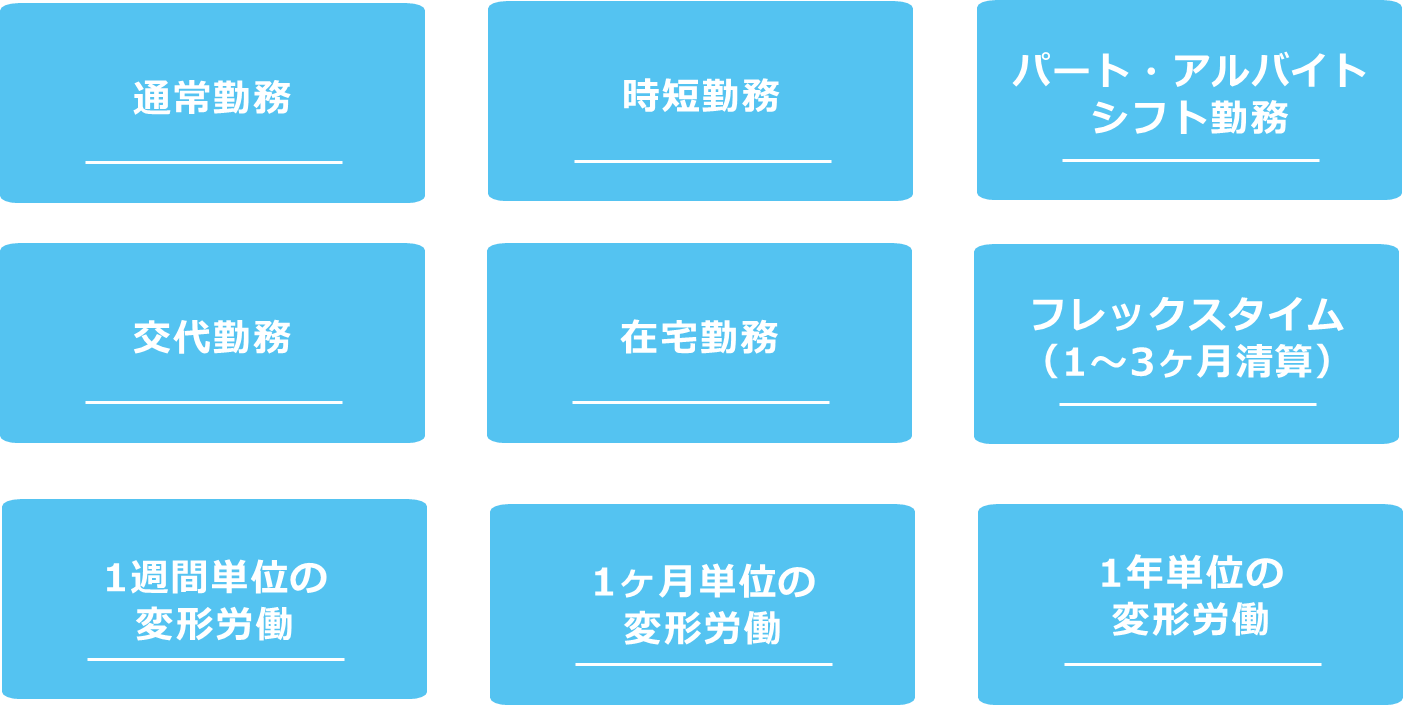 通常勤務
時短勤務
パート・アルバイト
シフト勤務
交代勤務
在宅勤務
フレックスタイム
（1～3ヶ月清算）
1週間単位の
変形労働
1ヶ月単位の
変形労働
1年単位の
変形労働